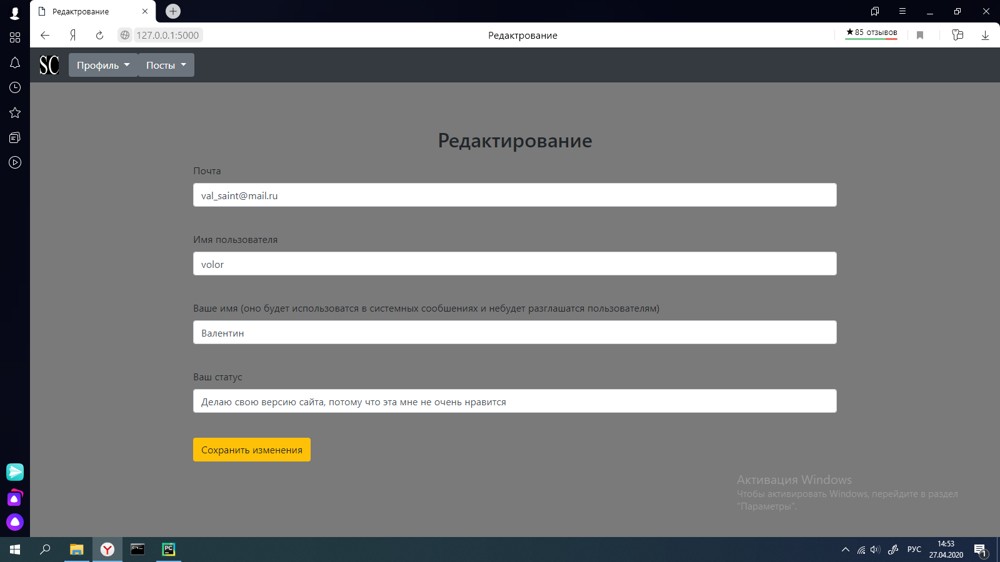 Редактрование
127.0.0.1:5000
Редактрование
★85 отзывов
SC
Профиль
Посты
Редактирование
Почта
val_saint@mail.ru
Имя пользователя
volor
Ваше имя (оно будет использоватся в системных сообшениях и небудет разглашатся пользователям)
Валентин
Ваш статус
Делаю свою версию сайта, потому что эта мне не очень нравится
Сохранить изменения
Активация Windows
Чтобы активировать Windows, перейдите в раздел
"Параметры".
PC
РУС
14:53
27.04.2020
1